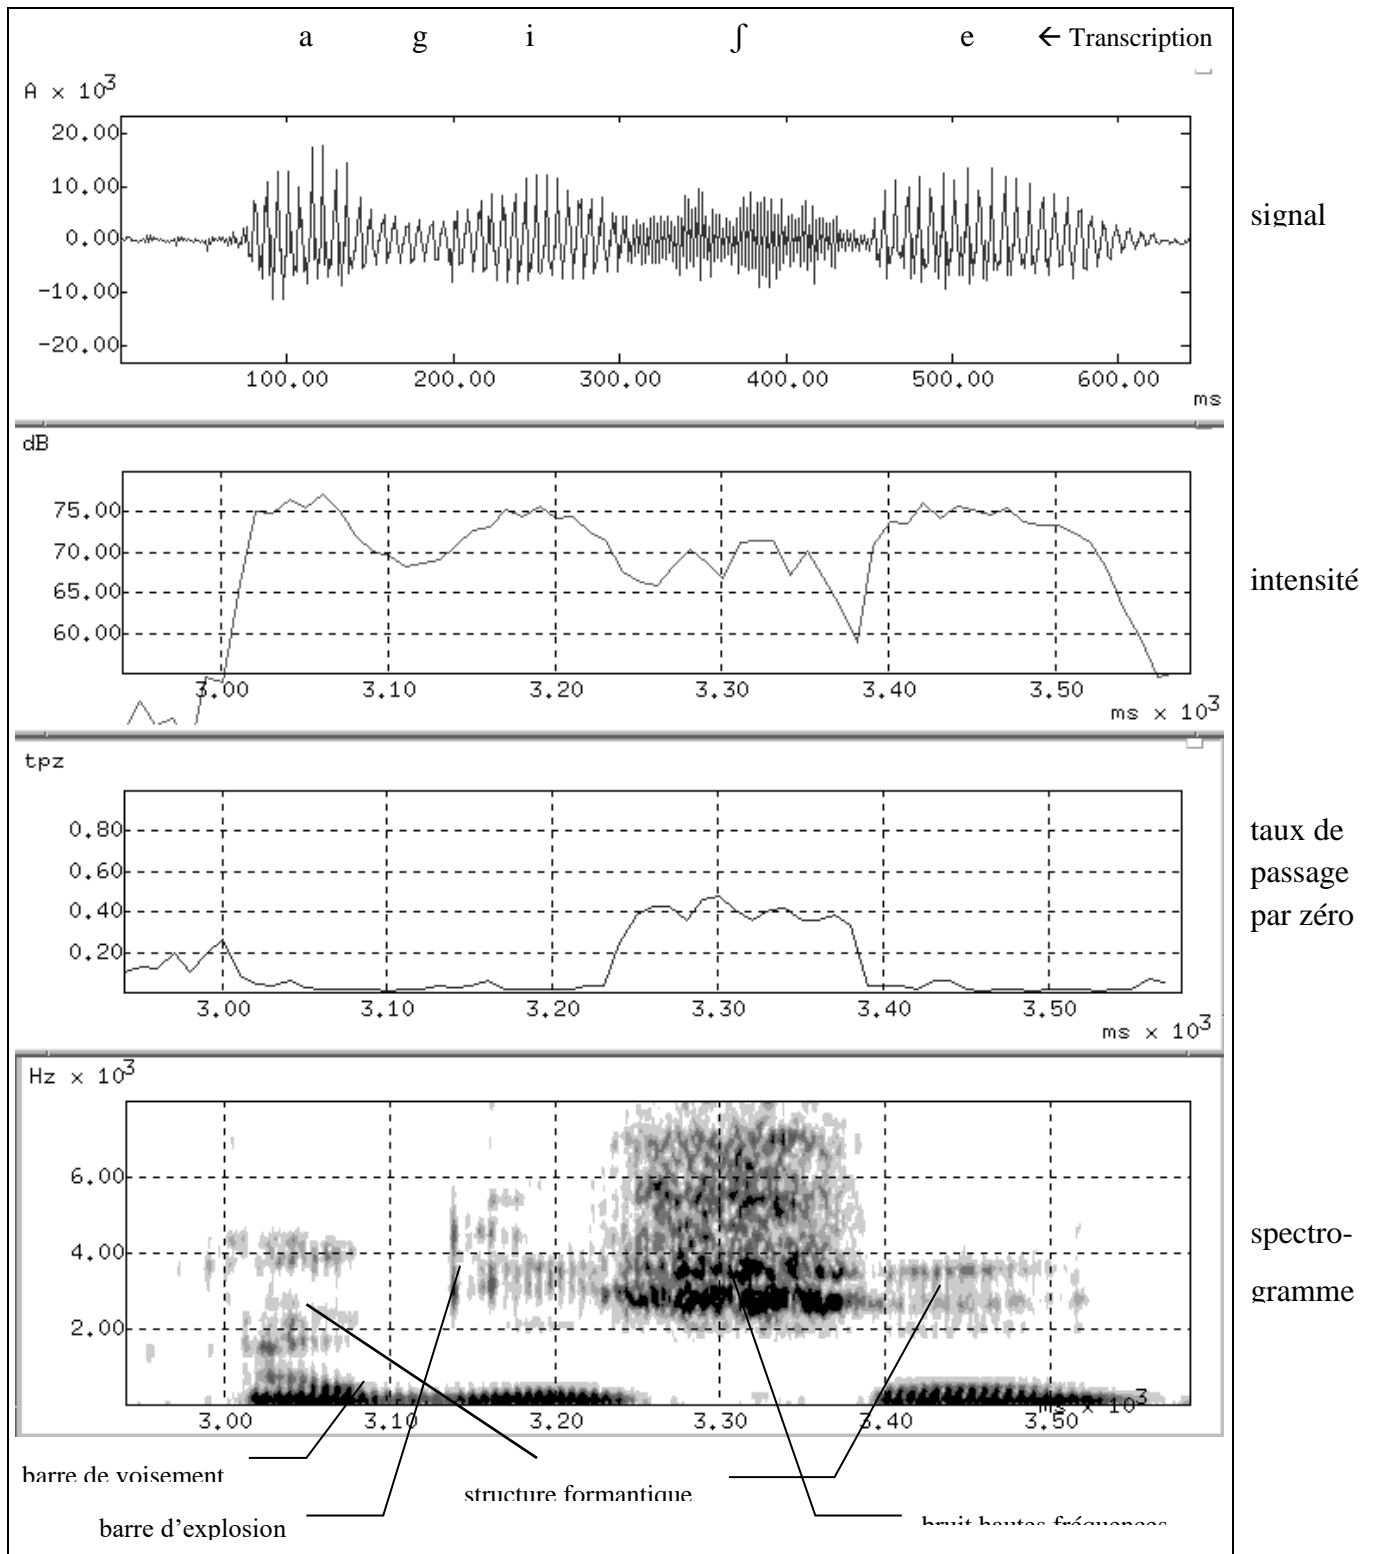 a g i ʃ e ← Transcription
A × 10³
20.00
10.00
0.00
-10.00
-20.00
100.00 200.00 300.00 400.00 500.00 600.00
ms
signal
dB
75.00
70.00
65.00
60.00
3.00 3.10 3.20 3.30 3.40 3.50
ms × 10³
intensité
tpz
0.80
0.60
0.40
0.20
3.00 3.10 3.20 3.30 3.40 3.50
ms × 10³
taux de
passage
par zéro
Hz × 10³
6.00
4.00
2.00
3.00 3.10 3.20 3.30 3.40 3.50
ms × 10³
spectro-
gramme
barre de voisement
structure formantique
barre d’explosion
bruit hautes fréquences